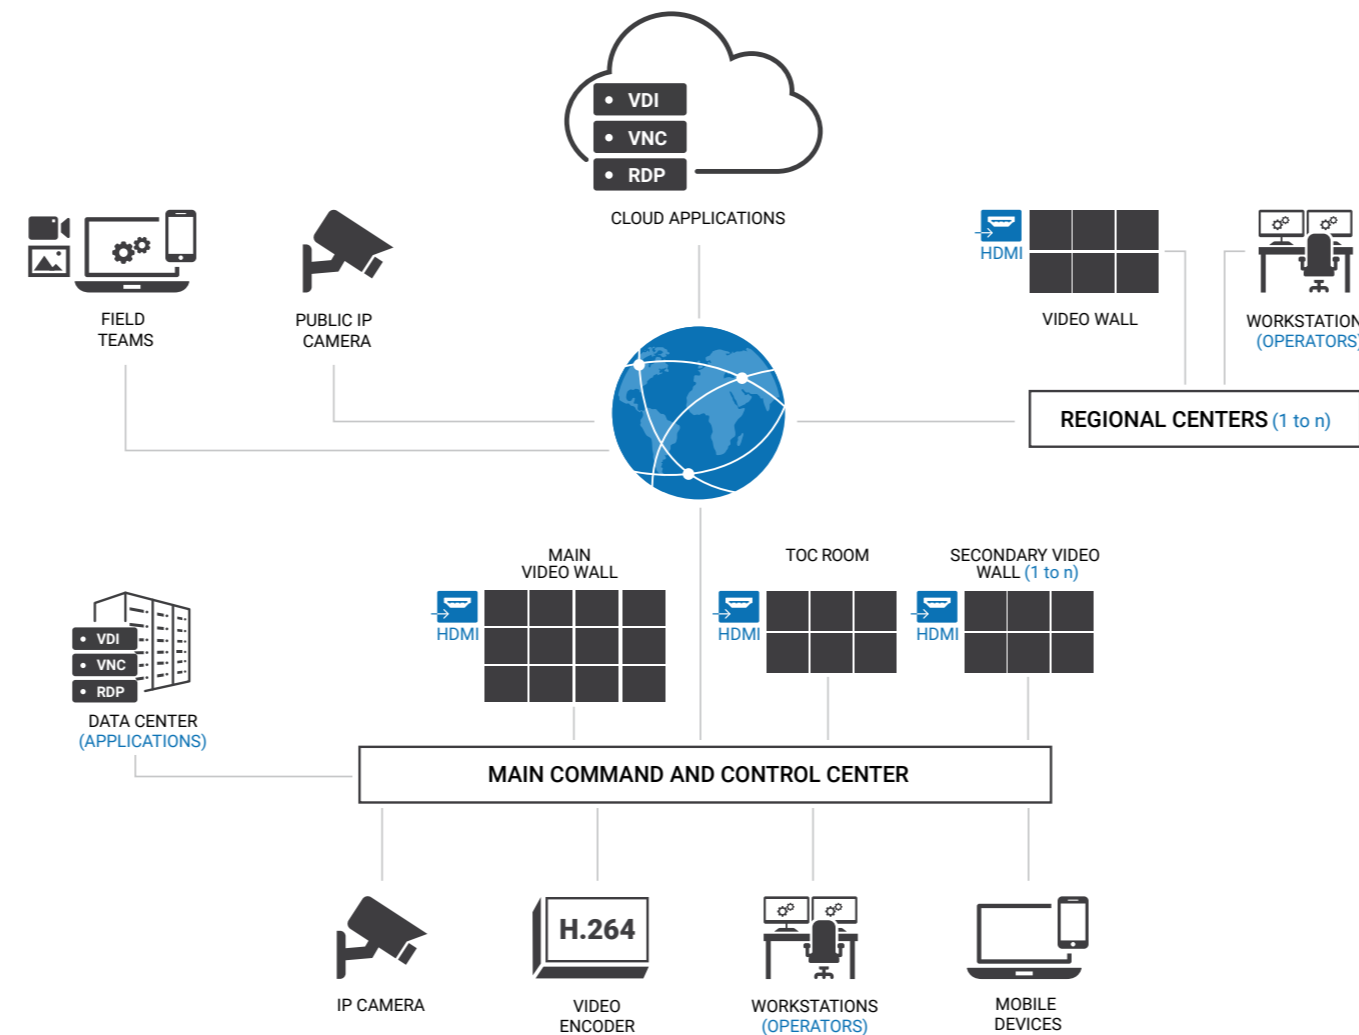 VDI
VNC
RDP
CLOUD APPLICATIONS
HDMI
FIELD
TEAMS
PUBLIC IP
CAMERA
VIDEO WALL
WORKSTATION
(OPERATORS)
REGIONAL CENTERS (1 to n)
MAIN
VIDEO WALL
TOC ROOM
SECONDARY VIDEO
WALL (1 to n)
HDMI
HDMI
HDMI
VDI
VNC
RDP
DATA CENTER
(APPLICATIONS)
MAIN COMMAND AND CONTROL CENTER
H.264
IP CAMERA
VIDEO
ENCODER
WORKSTATIONS
(OPERATORS)
MOBILE
DEVICES